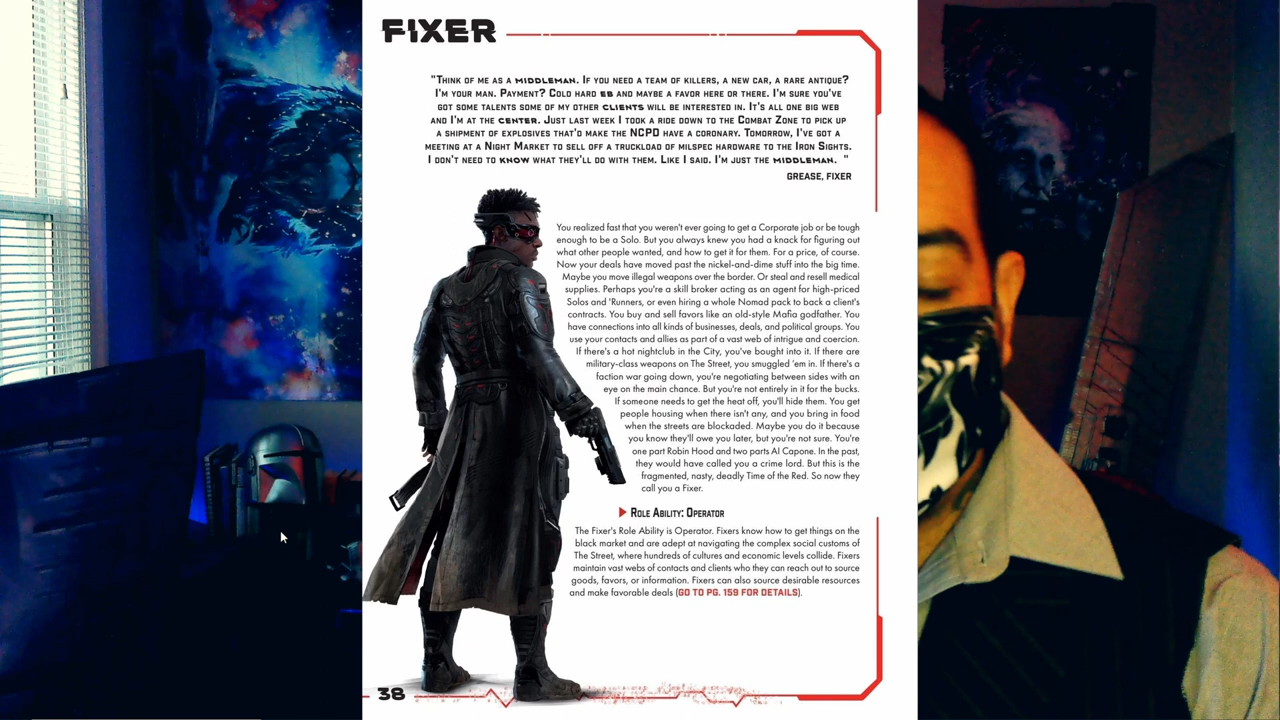 FIXER
"Think of me as a middleman. If you need a team of killers, a new car, a rare antique?
I'm your man. Payment? Cold hard eb and maybe a favor here or there. I'm sure you've
got some talents some of my other clients will be interested in. It's all one big web
and I'm at the center. Just last week I took a ride down to the Combat Zone to pick up
a shipment of explosives that'd make the NCPD have a coronary. Tomorrow, I've got a
meeting at a Night Market to sell off a truckload of milspec hardware to the Iron Sights.
I don't need to know what they'll do with them. Like I said. I'm just the middleman. "
GREASE, FIXER
You realized fast that you weren't ever going to get a Corporate job or be tough
enough to be a Solo. But you always knew you had a knack for figuring out
what other people wanted, and how to get it for them. For a price, of course.
Now your deals have moved past the nickel-and-dime stuff into the big time.
Maybe you move illegal weapons over the border. Or steal and resell medical
supplies. Perhaps you're a skill broker acting as an agent for high-priced
Solos and 'Runners, or even hiring a whole Nomad pack to back a client's
contracts. You buy and sell favors like an old-style Mafia godfather. You
have connections into all kinds of businesses, deals, and political groups. You
use your contacts and allies as part of a vast web of intrigue and coercion.
If there's a hot nightclub in the City, you've bought into it. If there are
military-class weapons on The Street, you smuggled 'em in. If there's a
faction war going down, you're negotiating between sides with an
eye on the main chance. But you're not entirely in it for the bucks.
If someone needs to get the heat off, you'll hide them. You get
people housing when there isn't any, and you bring in food
when the streets are blockaded. Maybe you do it because
you know they'll owe you later, but you're not sure. You're
one part Robin Hood and two parts Al Capone. In the past,
they would have called you a crime lord. But this is the
fragmented, nasty, deadly Time of the Red. So now they
call you a Fixer.
Role Ability: Operator
The Fixer's Role Ability is Operator. Fixers know how to get things on the
black market and are adept at navigating the complex social customs of
The Street, where hundreds of cultures and economic levels collide. Fixers
maintain vast webs of contacts and clients who they can reach out to source
goods, favors, or information. Fixers can also source desirable resources
and make favorable deals (GO TO PG. 159 FOR DETAILS).
38